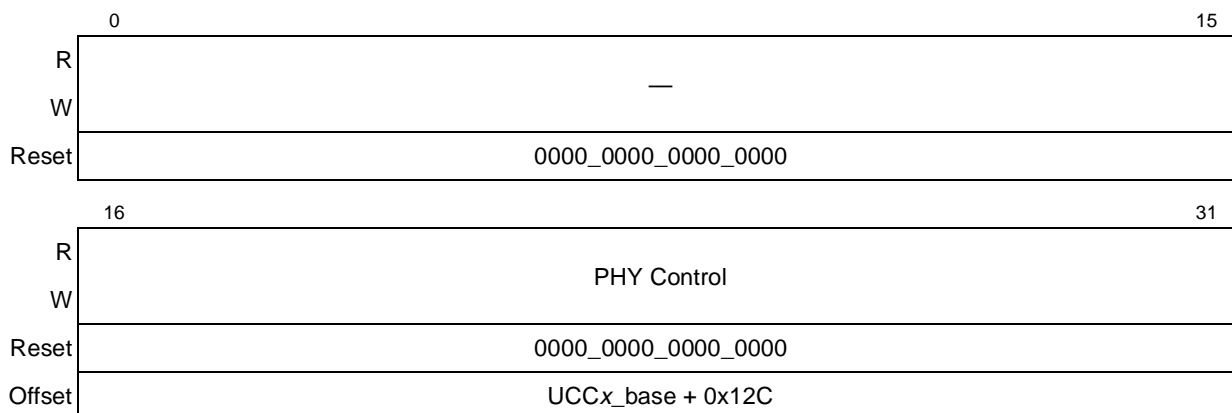 0 15
R
—
W
Reset 0000_0000_0000_0000
16 31
R
PHY Control
W
Reset 0000_0000_0000_0000
Offset UCCx_base + 0x12C